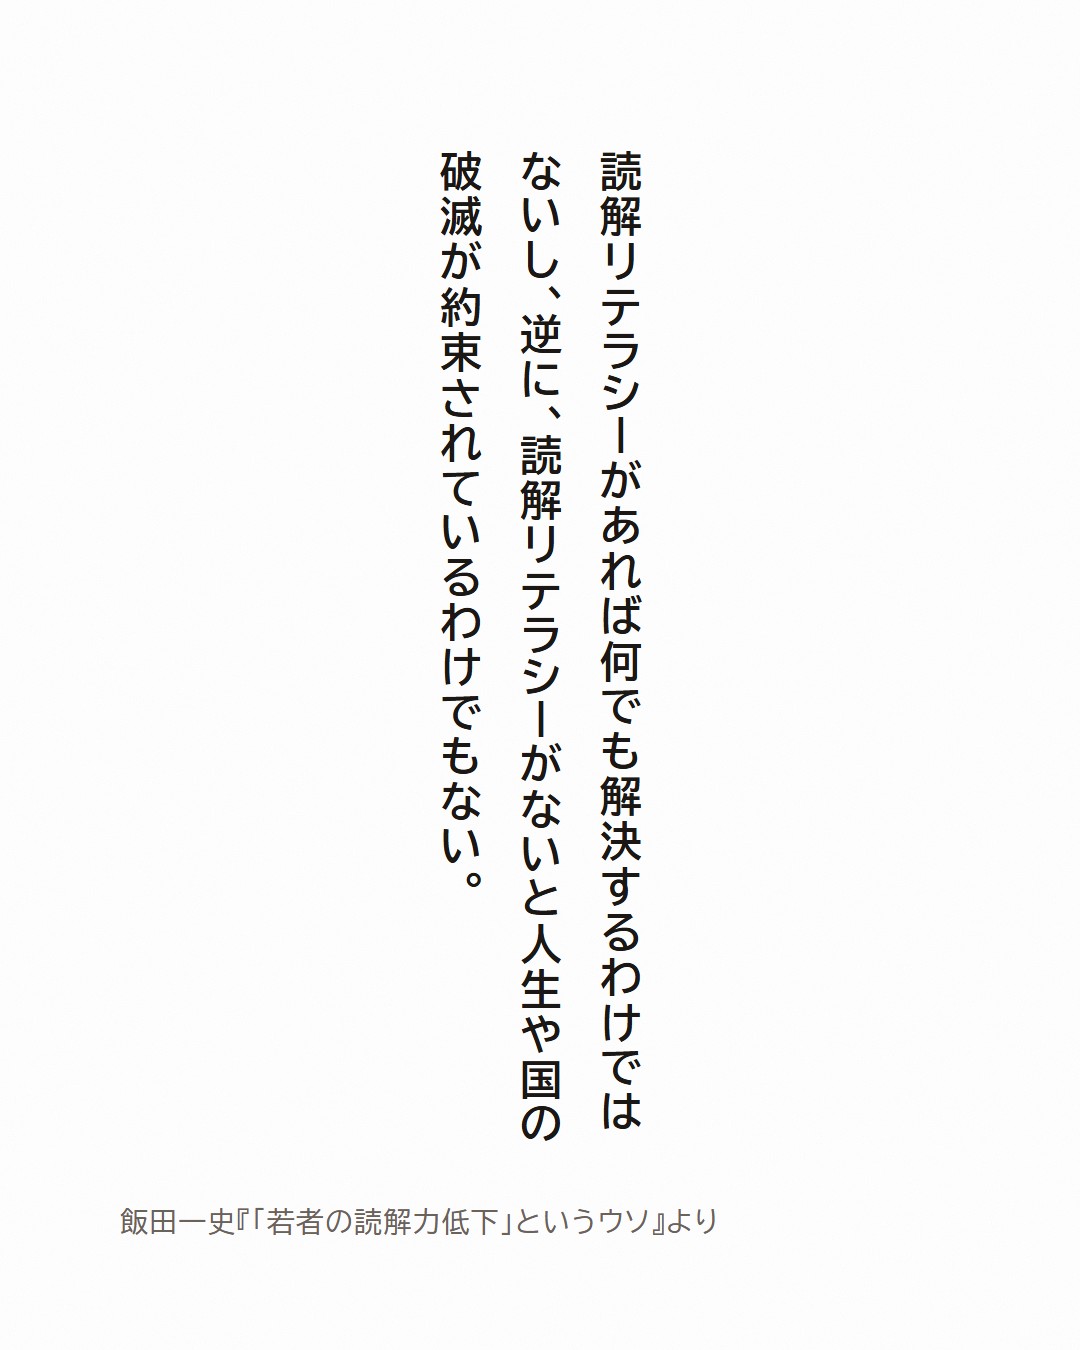 読解リテラシーがあれば何でも解決するわけでは
ないし、逆に、読解リテラシーがないと人生や国の
破滅が約束されているわけでもない。
飯田一史『「若者の読解力低下」というウソ』より